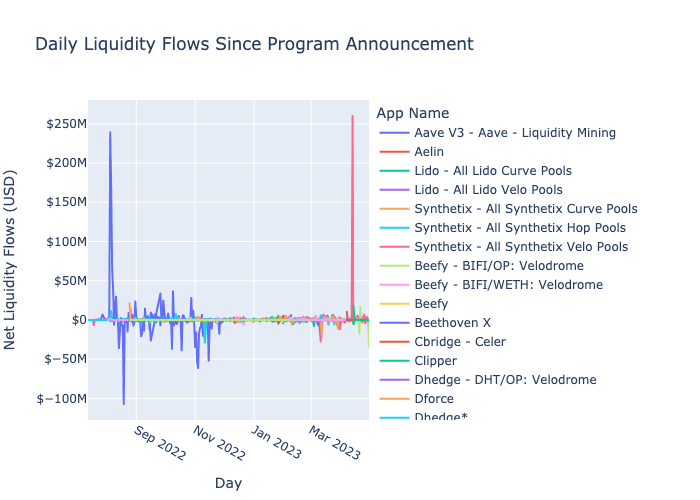 Daily Liquidity Flows Since Program Announcement
App Name
Aave V3 - Aave - Liquidity Mining
Aelin
Lido - All Lido Curve Pools
Lido - All Lido Velo Pools
Synthetix - All Synthetix Curve Pools
Synthetix - All Synthetix Hop Pools
Synthetix - All Synthetix Velo Pools
Beefy - BIFI/OP: Velodrome
Beefy - BIFI/WETH: Velodrome
Beefy
Beethoven X
Cbridge - Celer
Clipper
Dhedge - DHT/OP: Velodrome
Dforce
Dhedge*
Net Liquidity Flows (USD)
$250M
$200M
$150M
$100M
$50M
$0
$−50M
$−100M
Sep 2022
Nov 2022
Jan 2023
Mar 2023
Day